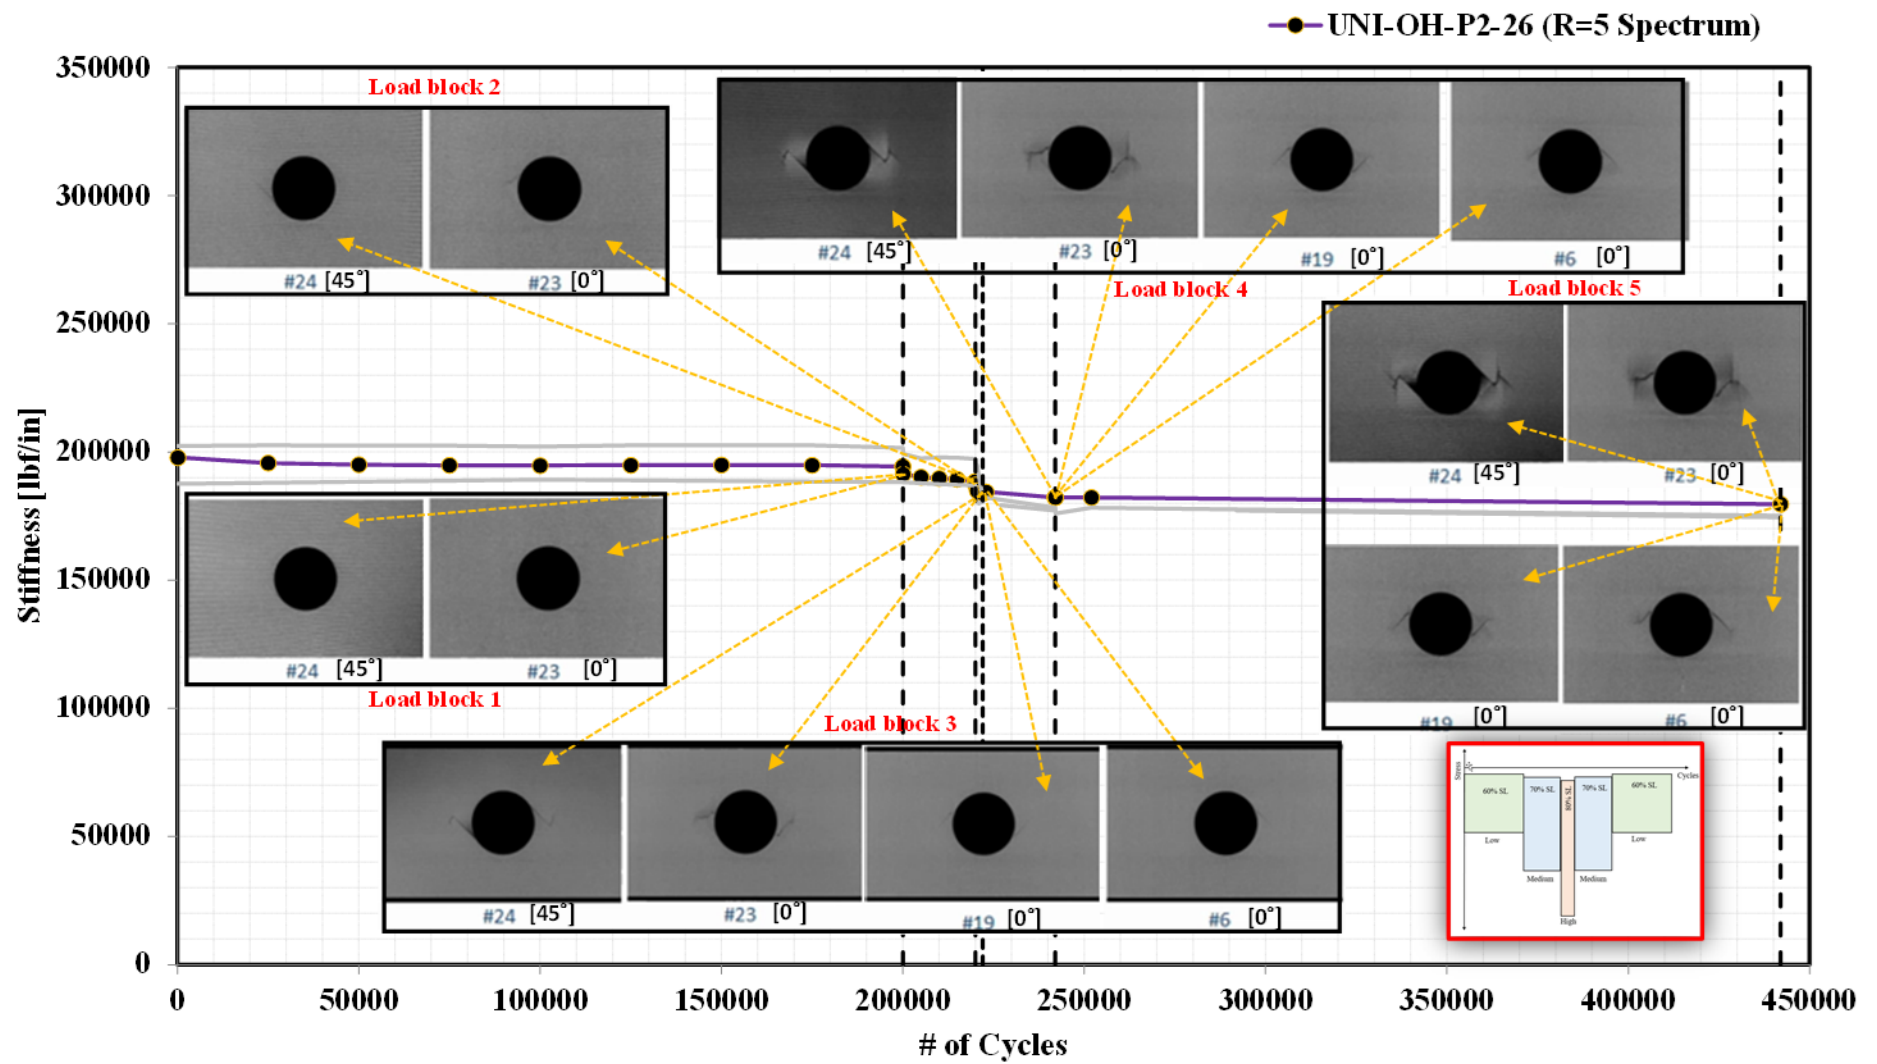 UNI-OH-P2-26 (R=5 Spectrum)
350000
300000
250000
200000
150000
100000
50000
0
Stiffness [lbf/in]
Load block 2
#24 [45˚]
#23 [0˚]
#24 [45˚]
#23 [0˚]
#19 [0˚]
#6 [0˚]
Load block 4
Load block 5
#24 [45˚]
#23 [0˚]
#19 [0˚]
#6 [0˚]
#24 [45˚]
#23 [0˚]
Load block 1
Load block 3
#24 [45˚]
#23 [0˚]
#19 [0˚]
#6 [0˚]
Stress
Cycles
60% SL
70% SL
80% SL
70% SL
60% SL
Low
Medium
High
Medium
Low
0
50000
100000
150000
200000
250000
300000
350000
400000
450000
# of Cycles